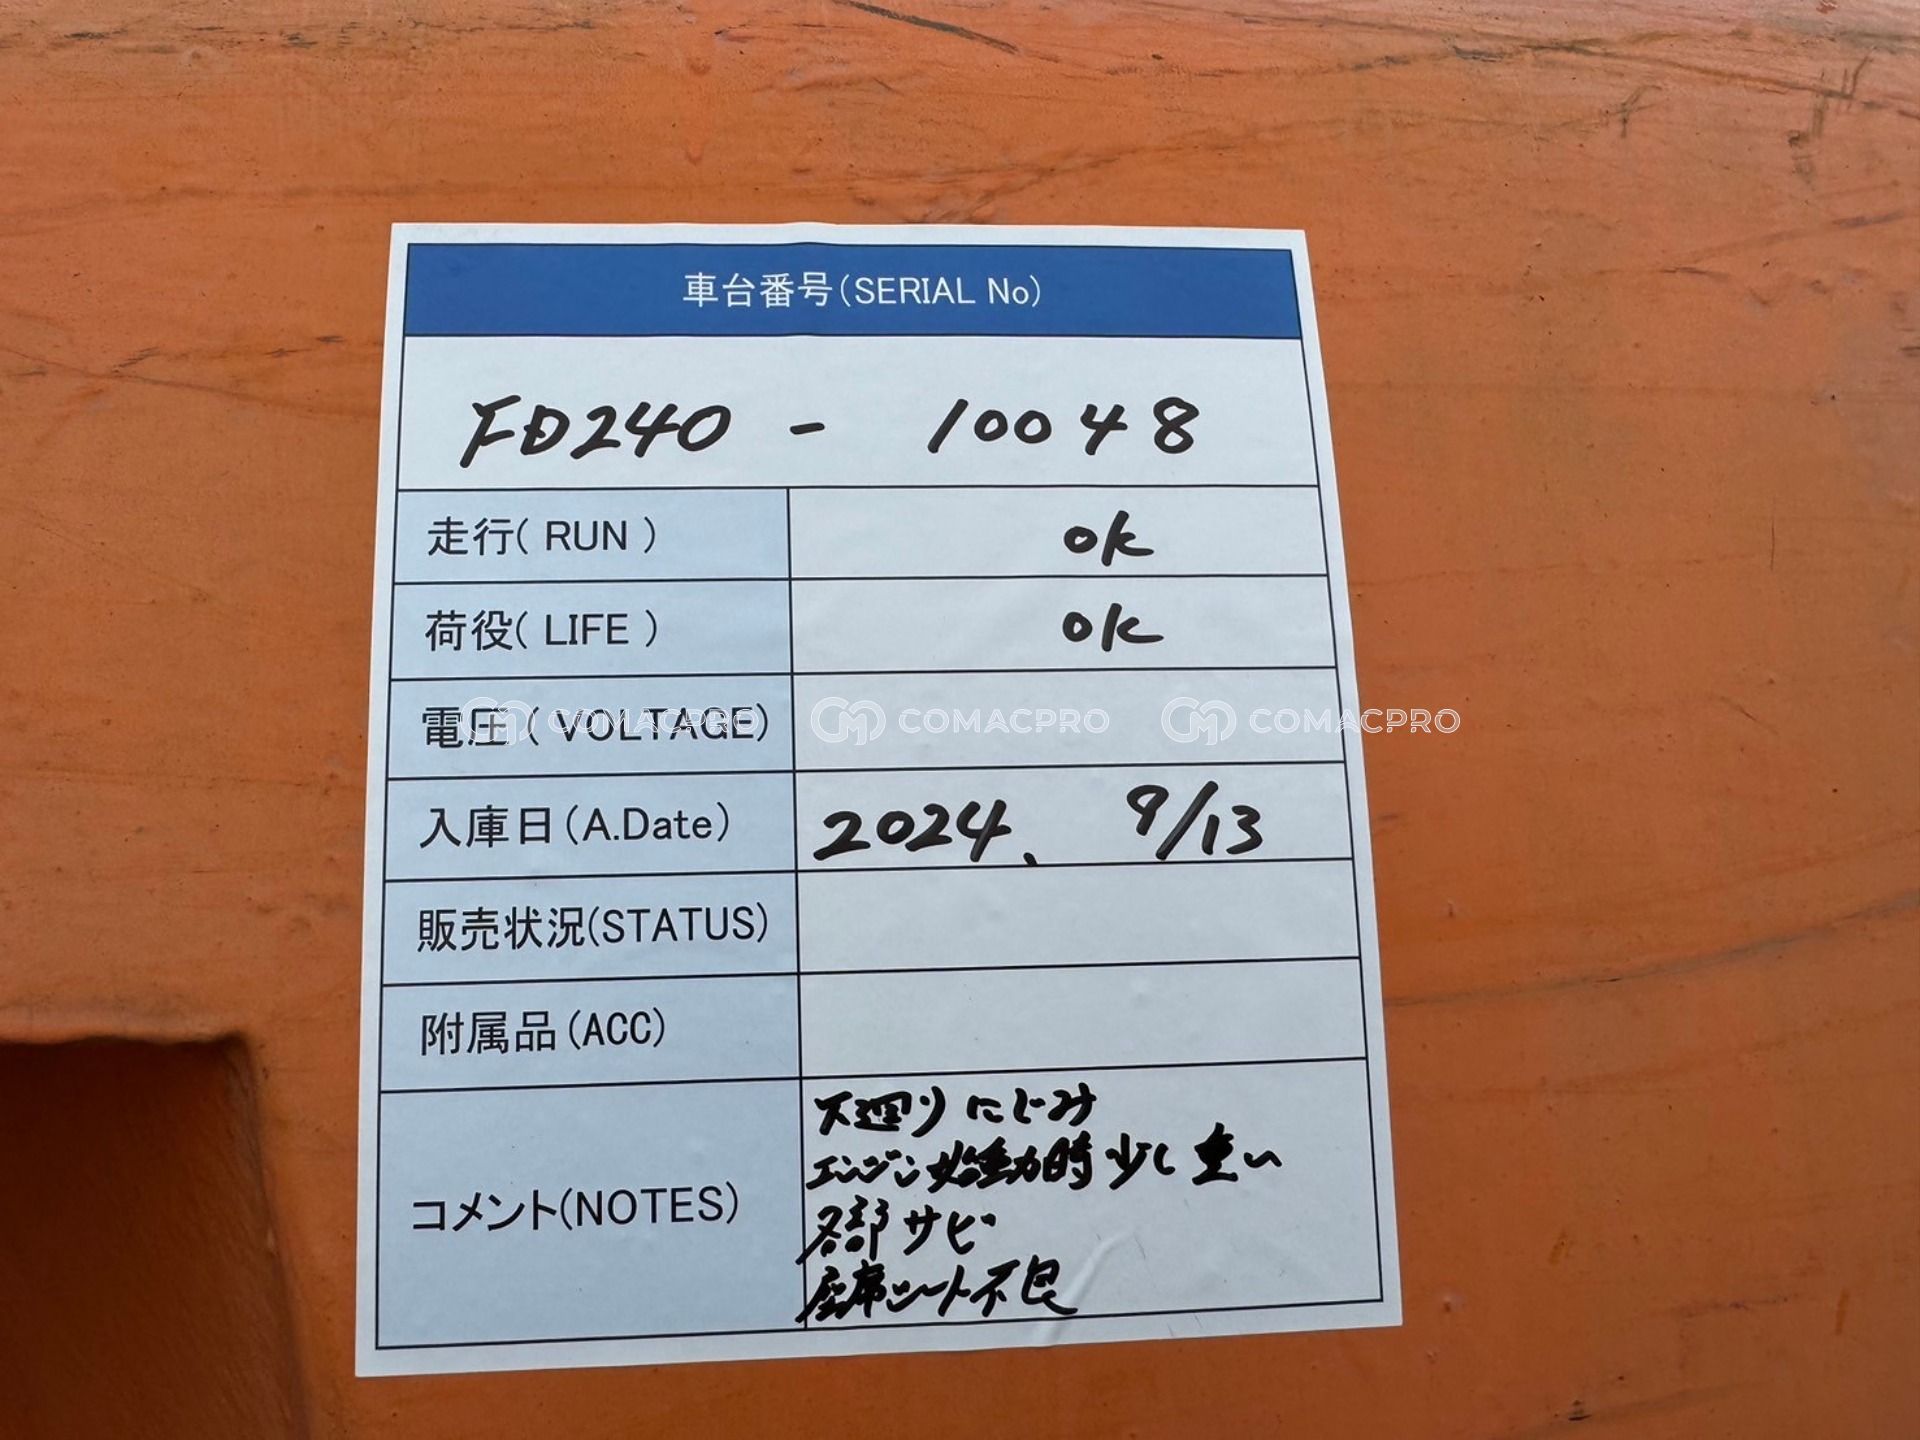 車台番号(SERIAL No)
FD240 - 10048
走行( RUN ) ok
荷役( LIFE ) ok
電圧( VOLTAGE)
COMACPRO COMACPRO COMACPRO
入庫日(A.Date) 2024. 9/13
販売状況(STATUS)
附属品(ACC)
コメント(NOTES)
下廻りにじみ
エンジン始動時少し重い
各部サビ
座席シート不良